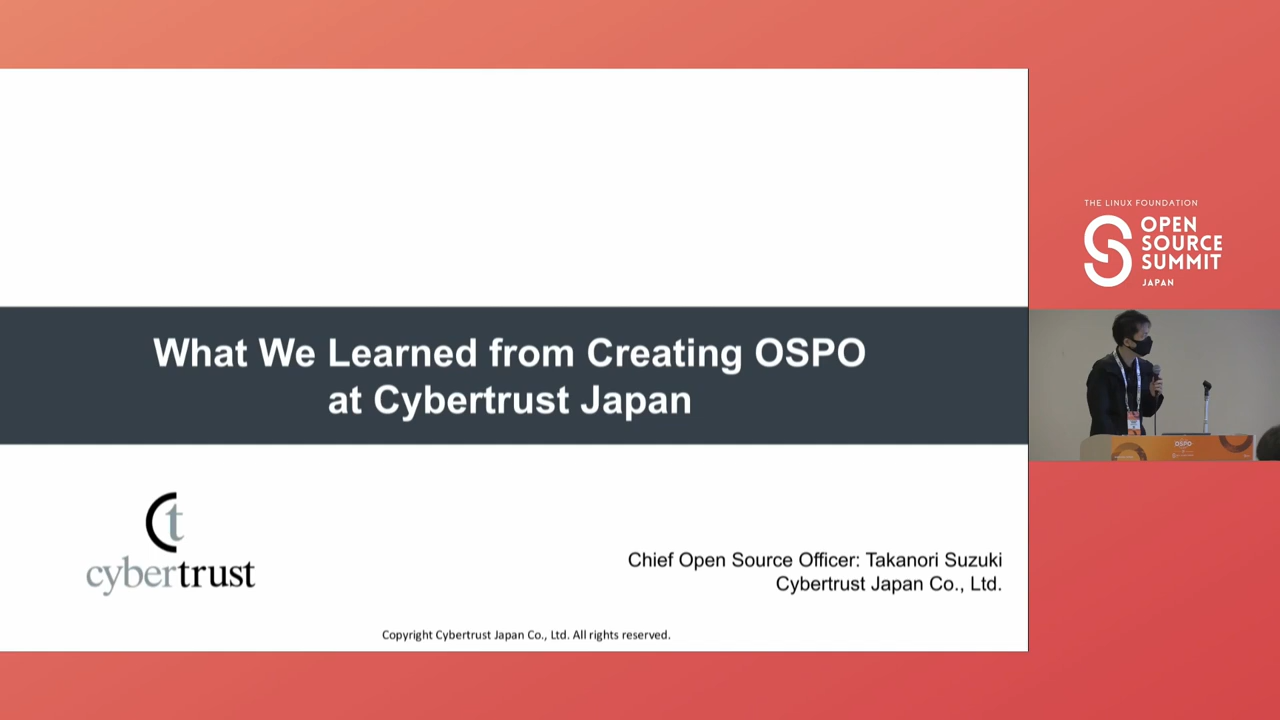 What We Learned from Creating OSPO
at Cybertrust Japan
cybertrust
Chief Open Source Officer: Takanori Suzuki
Cybertrust Japan Co., Ltd.
Copyright Cybertrust Japan Co., Ltd. All rights reserved.
THE LINUX FOUNDATION
OPEN
SOURCE
SUMMIT
JAPAN
OSPO